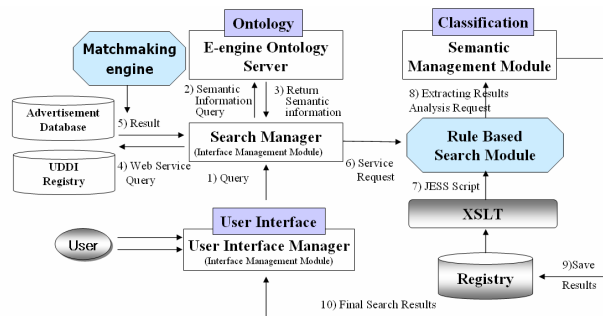 Ontology
Classification
Matchmaking
engine
E-engine Ontology
Server
Semantic
Management Module
2) Semantic
Information
Query
3) Return
Semantic
information
8) Extracting Results
Analysis Request
Advertisement
Database
5) Result
Search Manager
(Interface Management Module)
Rule Based
Search Module
UDDI
Registry
4) Web Service
Query
6) Service
Request
1) Query
7) JESS Script
User Interface
XSLT
User
User Interface Manager
(Interface Management Module)
Registry
9)Save
Results
10) Final Search Results